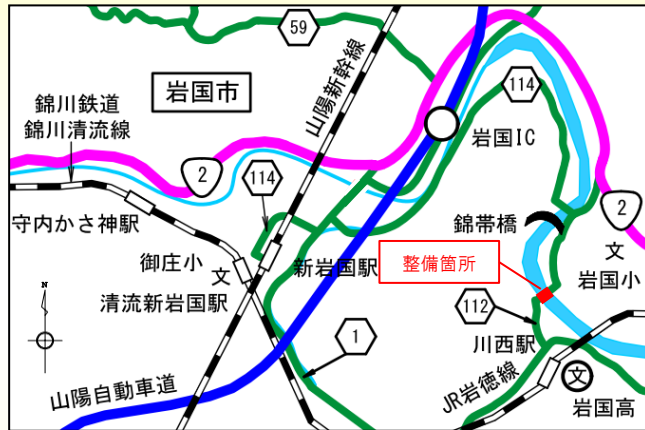 59
岩国市
山陽新幹線
114
錦川鉄道
錦川清流線
岩国IC
2
114
守内かさ神駅
錦帯橋
2
御庄小
文
新岩国駅
整備箇所
文
岩国小
清流新岩国駅
N
112
1
川西駅
山陽自動車道
JR岩徳線
文
岩国高